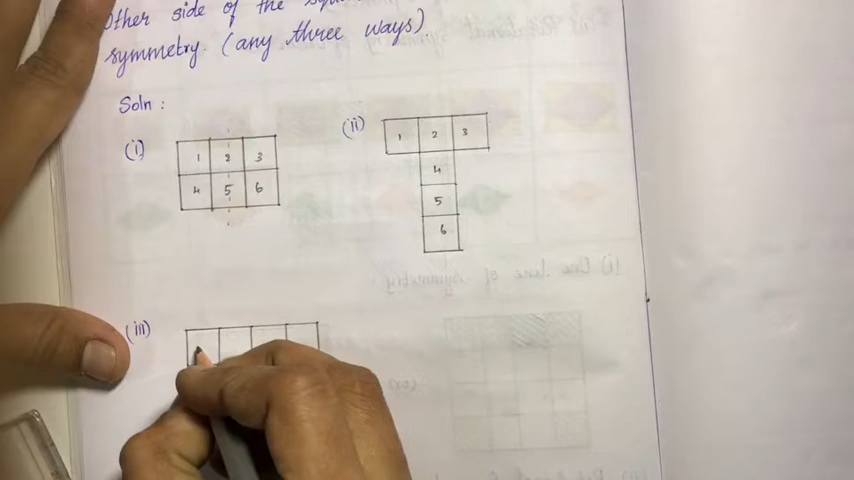 Other side of the
symmetry. (any three ways)
Soln :
(i)
1 2 3
4 5 6
(ii)
1 2 3
4
5
6
(iii)